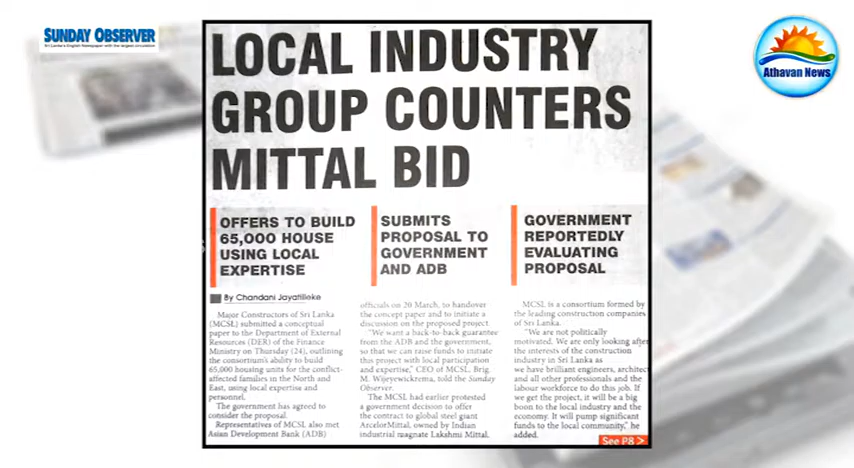 SUNDAY OBSERVER
Sri Lanka's English Newspaper with the largest circulation
Athavan News
LOCAL INDUSTRY
GROUP COUNTERS
MITTAL BID
OFFERS TO BUILD
65,000 HOUSE
USING LOCAL
EXPERTISE
SUBMITS
PROPOSAL TO
GOVERNMENT
AND ADB
GOVERNMENT
REPORTEDLY
EVALUATING
PROPOSAL
By Chandani Jayatilleke
Major Constructors of Sri Lanka
(MCSL) submitted a conceptual
paper to the Department of External
Resources (DER) of the Finance
Ministry on Thursday (24), outlining
the consortium's ability to build
65,000 housing units for the conflict-
affected families in the North and
East, using local expertise and
personnel.
The government has agreed to
consider the proposal.
Representatives of MCSL also met
Asian Development Bank (ADB)
officials on 20 March, to handover
the concept paper and to initiate a
discussion on the proposed project.
"We want a back-to-back guarantee
from the ADB and the government,
so that we can raise funds to initiate
this project with local participation
and expertise," CEO of MCSL, Brig.
M. Wijeyewickrema, told the Sunday
Observer.
The MCSL had earlier protested
a government decision to offer
the contract to global steel giant
ArcelorMittal, owned by Indian
industrial magnate Lakshmi Mittal.
MCSL is a consortium formed by
the leading construction companies
of Sri Lanka.
"We are not politically
motivated. We are only looking after
the interests of the construction
industry in Sri Lanka as
we have brilliant engineers, architect
and all other professionals and the
labour workforce to do this job. If
we get the project, it will be a big
boon to the local industry and the
economy. It will pump significant
funds to the local community," he
added.
See P8 >